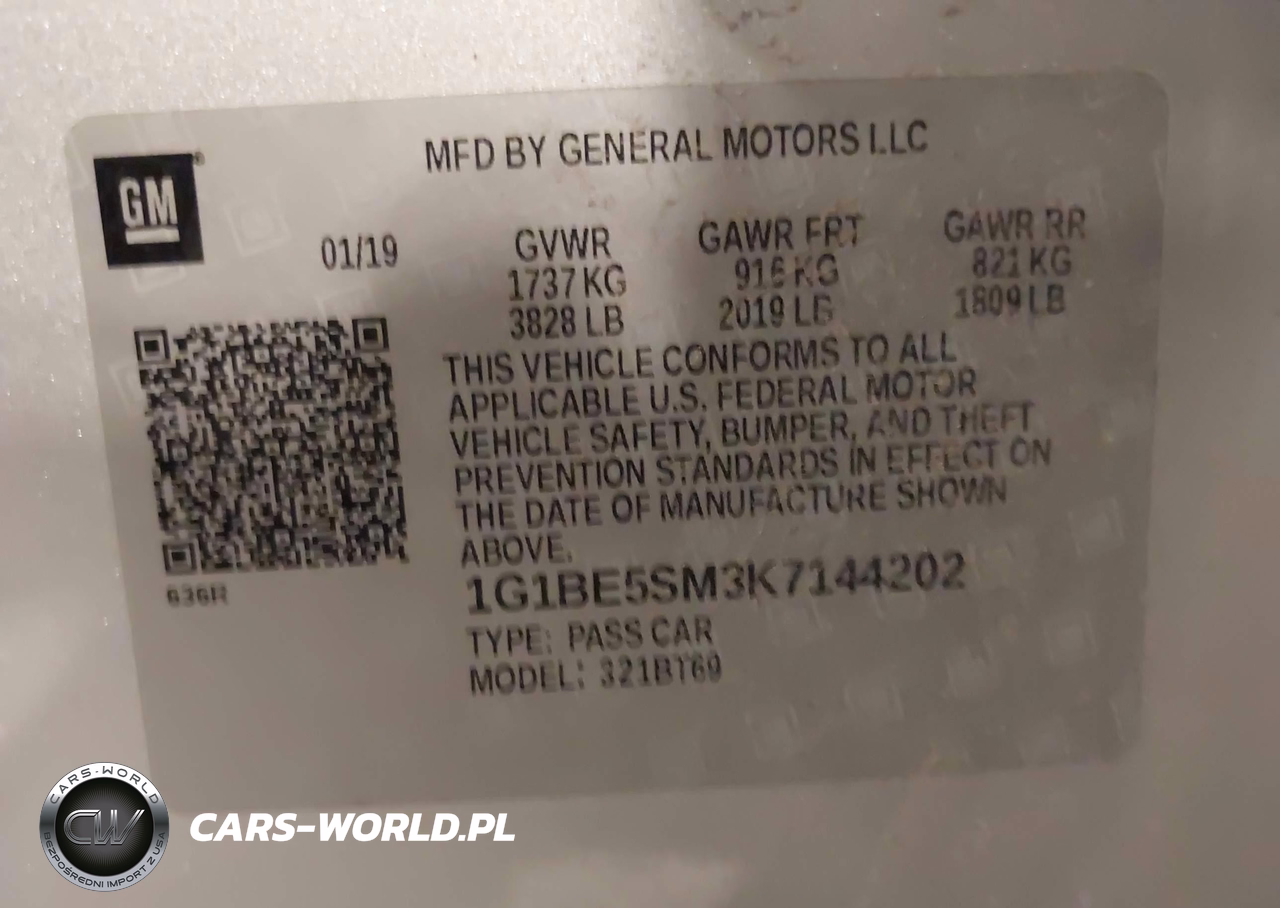 MFD BY GENERAL MOTORS LLC
GM
01/19
GVWR GAWR FRT GAWR RR
1737 KG 916 KG 821 KG
3828 LB 2019 LB 1809 LB
THIS VEHICLE CONFORMS TO ALL
APPLICABLE U.S. FEDERAL MOTOR
VEHICLE SAFETY, BUMPER, AND THEFT
PREVENTION STANDARDS IN EFFECT ON
THE DATE OF MANUFACTURE SHOWN
ABOVE.
636R
1G1BE5SM3K7144202
TYPE: PASS CAR
MODEL: 321BT69
CARS-WORLD
CW
BEZPOŚREDNI IMPORT Z USA
CARS-WORLD.PL